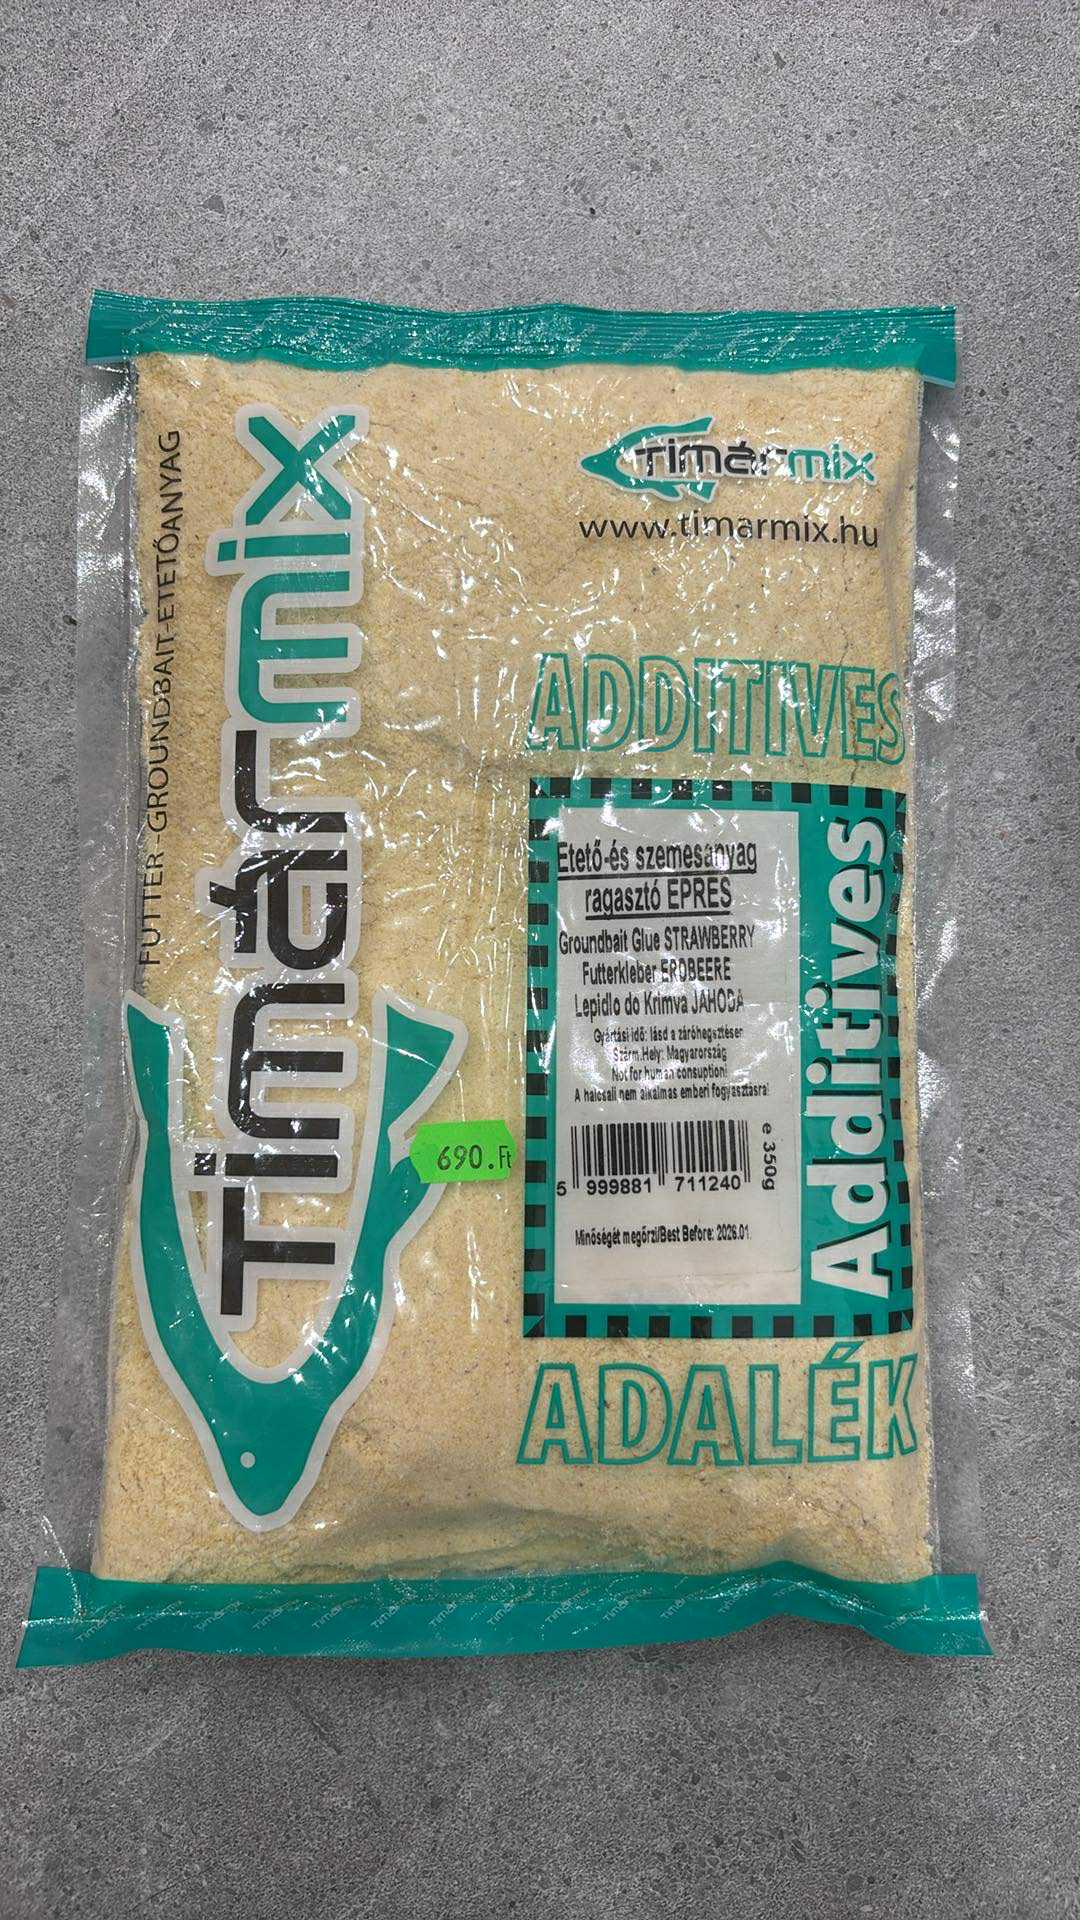 FUTTER -GROUNDBAIT-ETETŐANYAG
Timármix
Timármix
www.timarmix.hu
ADDITIVES
Etető-és szemesanyag
ragasztó EPRES
Groundbait Glue STRAWBERRY
Futterkleber ERDBEERE
Lepidlo do Krimva JAHODA
Gyártási idő: lásd a záróhegsztésen
Szárm.Hely: Magyarország
Not for human consuption!
A halcsali nem alkalmas emberi fogyasztásra!
5 999881 711240
e 350g
Minőségét megőrzi/Best Before: 2026.01.
Additives
690.Ft
ADALÉK